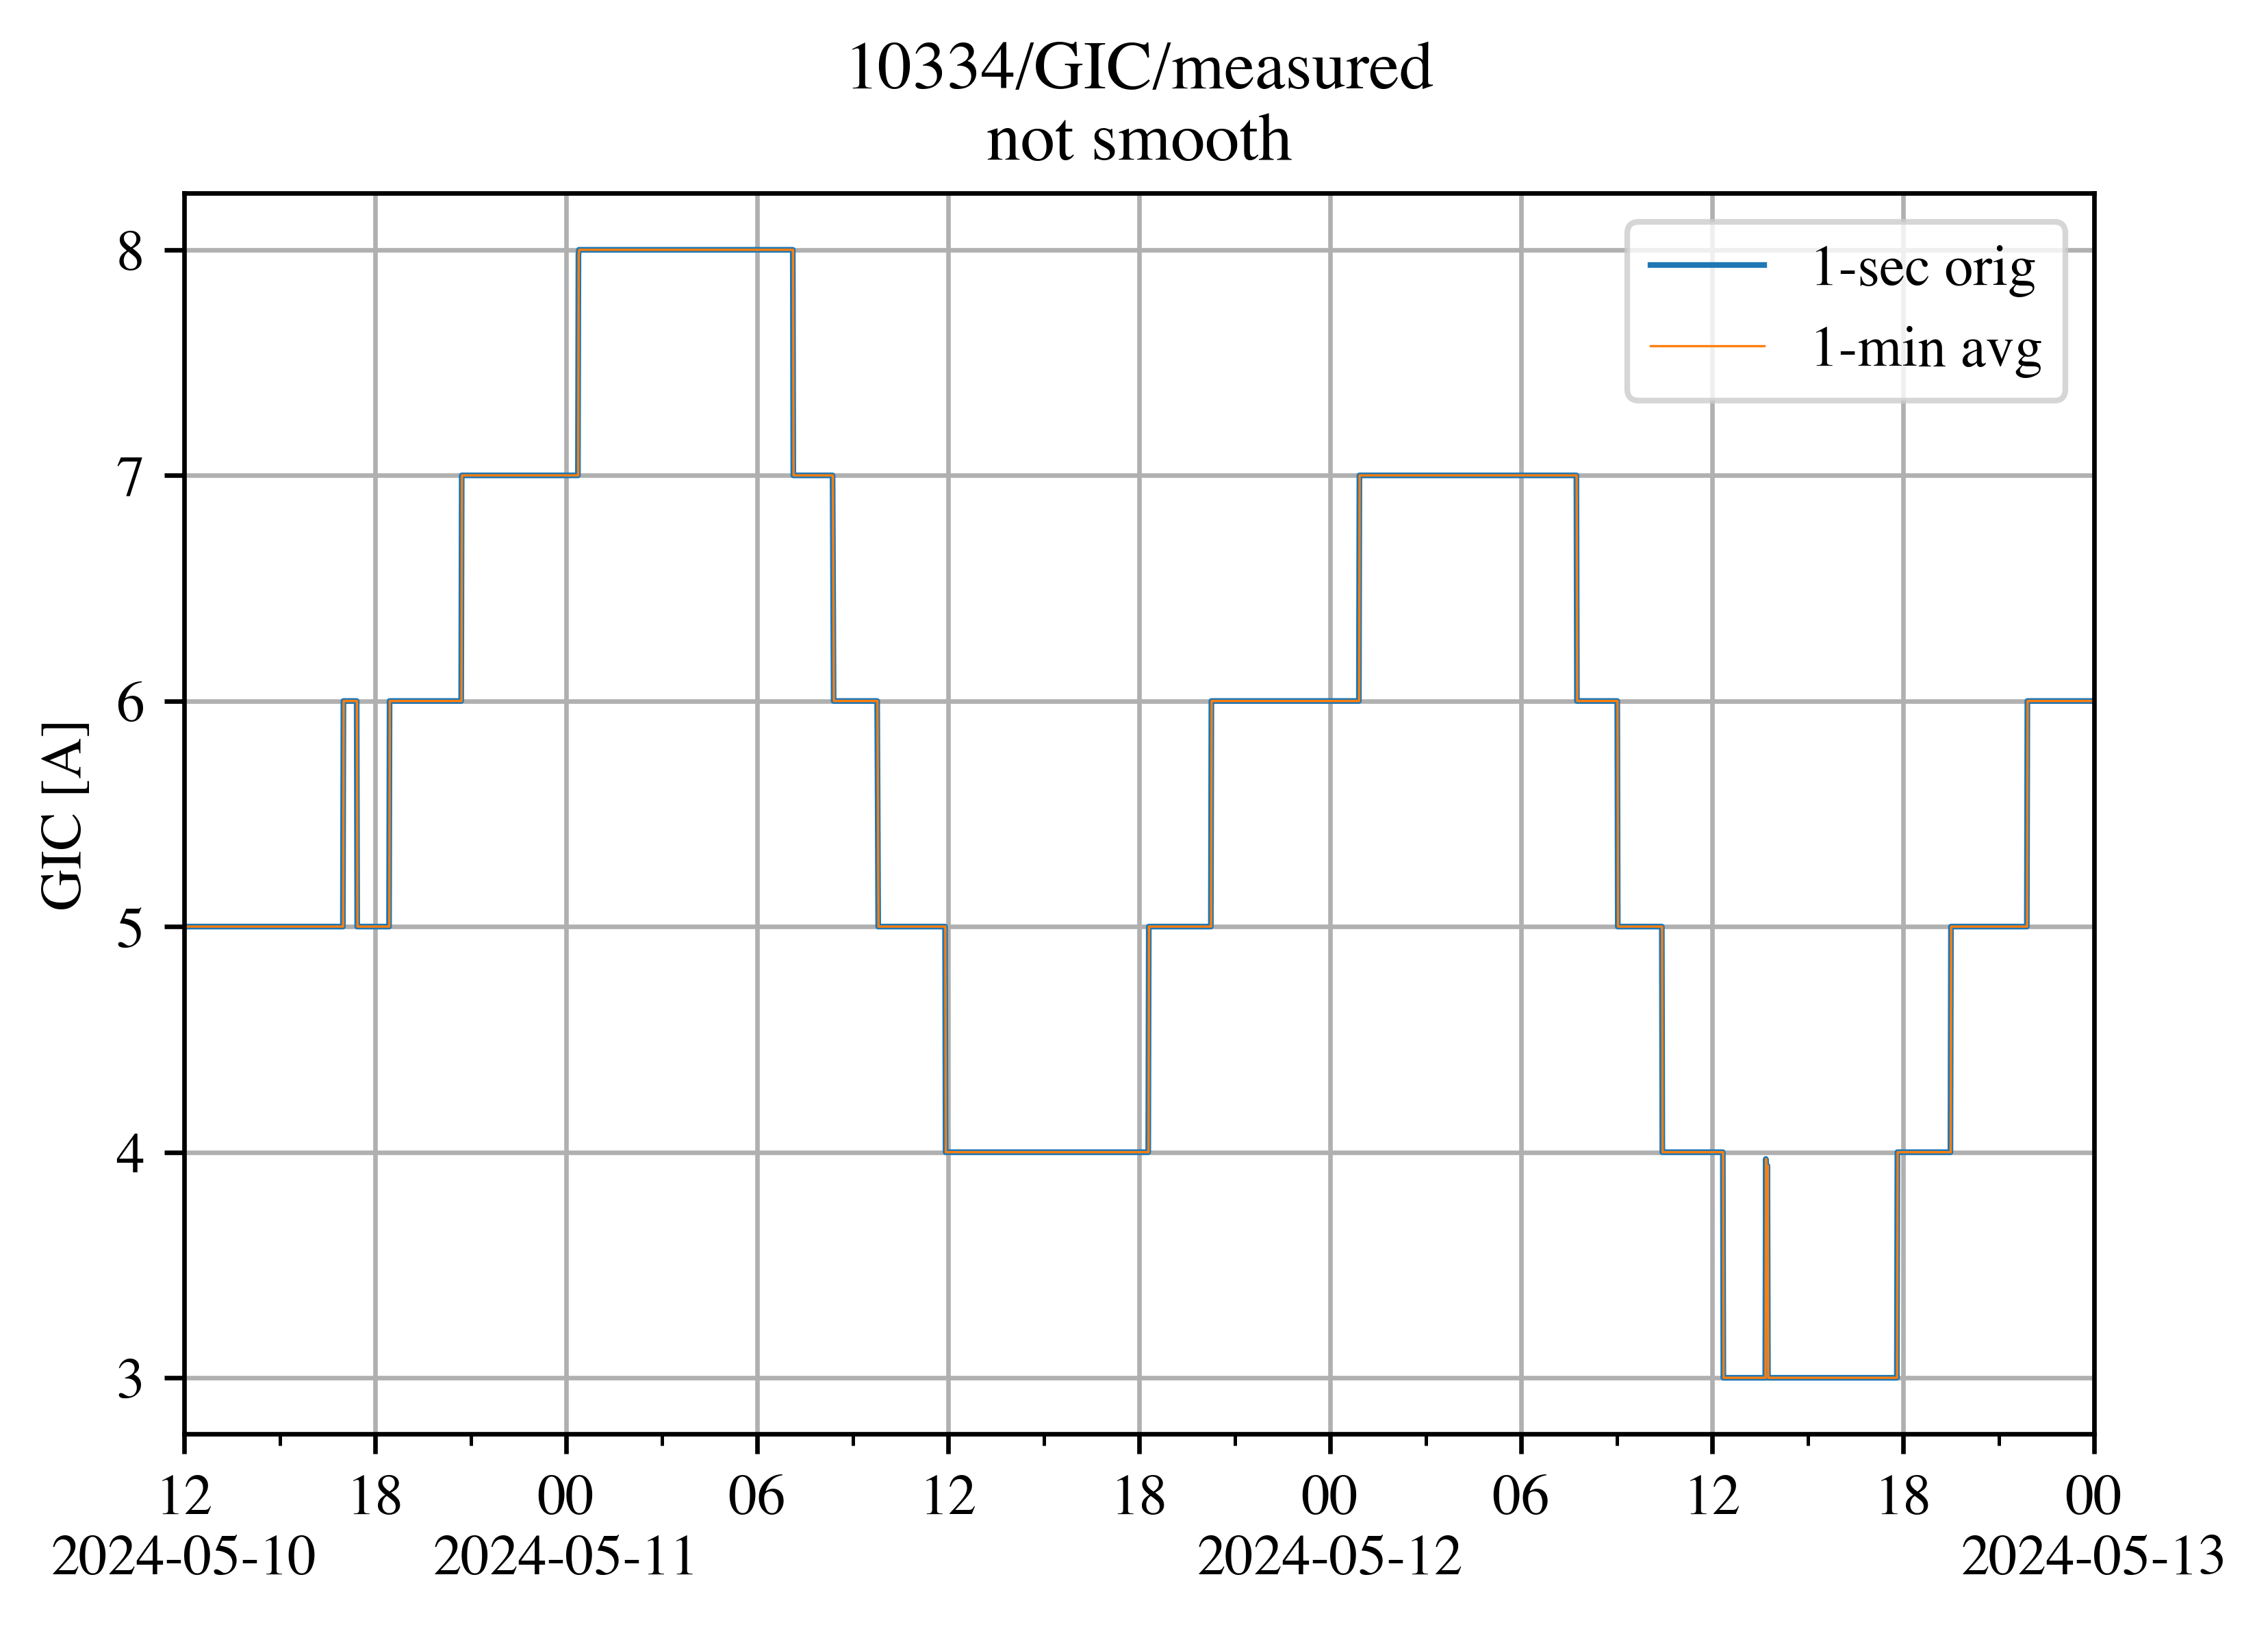 10334/GIC/measured
not smooth
1-sec orig
1-min avg
GIC [A]
8
7
6
5
4
3
12 18 00 06 12 18 00 06 12 18 00
2024-05-10 2024-05-11 2024-05-12 2024-05-13